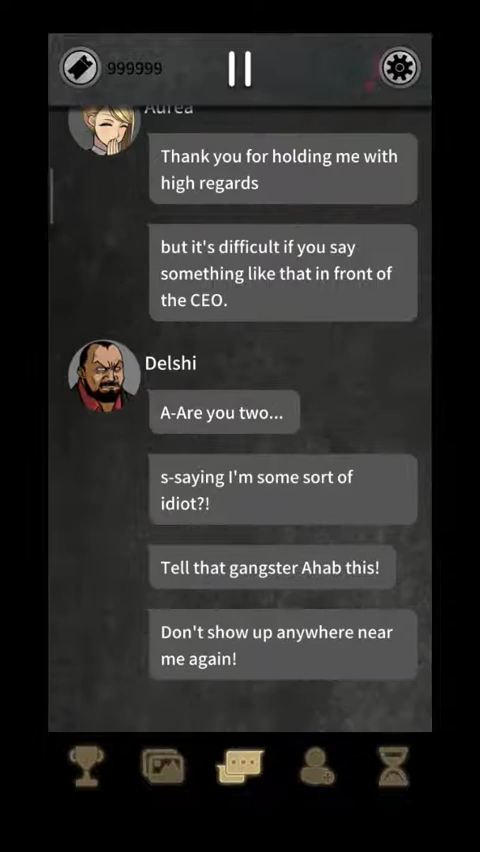 999999
Aurea
Thank you for holding me with
high regards
but it's difficult if you say
something like that in front of
the CEO.
Delshi
A-Are you two...
s-saying I'm some sort of
idiot?!
Tell that gangster Ahab this!
Don't show up anywhere near
me again!